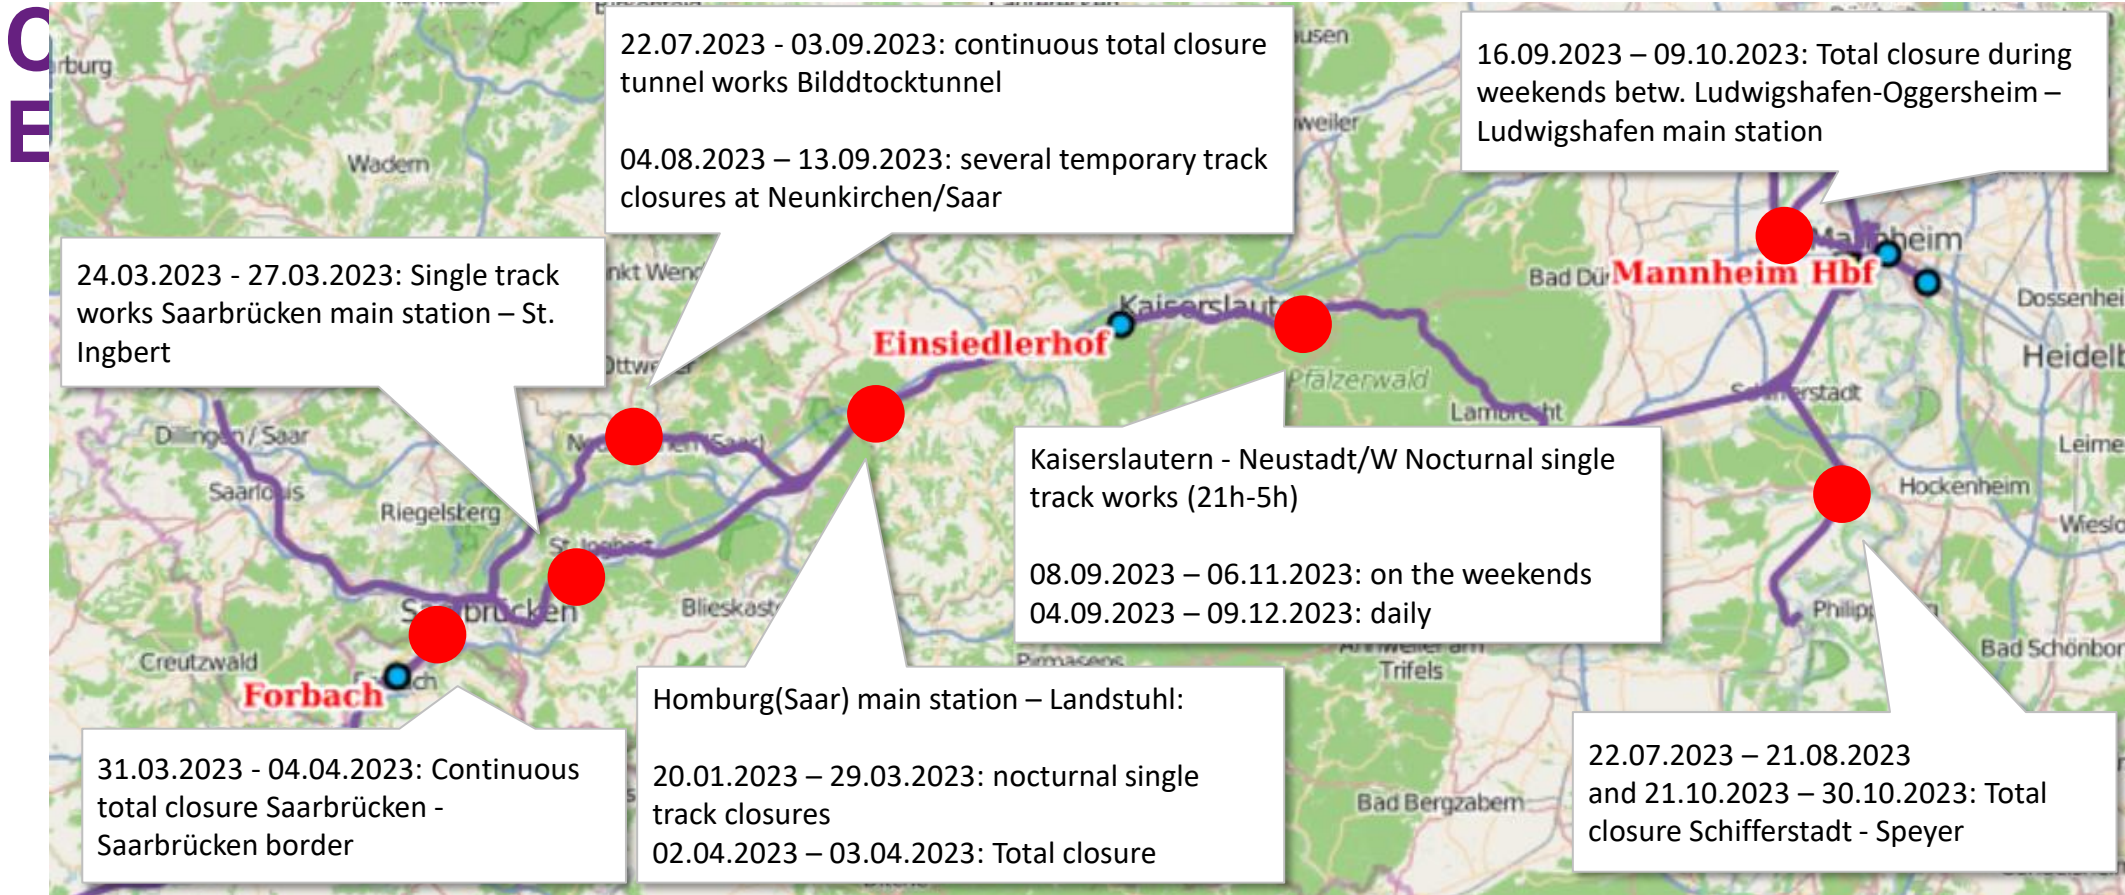 C
E
22.07.2023 - 03.09.2023: continuous total closure
tunnel works Bilddtocktunnel
04.08.2023 – 13.09.2023: several temporary track
closures at Neunkirchen/Saar
16.09.2023 – 09.10.2023: Total closure during
weekends betw. Ludwigshafen-Oggersheim –
Ludwigshafen main station
24.03.2023 - 27.03.2023: Single track
works Saarbrücken main station – St.
Ingbert
Wadern
Mannheim Hbf
Einsiedlerhof
Pfälzerwald
Dossenhei
Heidelb
Lambrecht
Dillingen / Saar
Saarlouis
Riegelsberg
Leime
Hockenheim
Wieslo
Kaiserslautern - Neustadt/W Nocturnal single
track works (21h-5h)
08.09.2023 – 06.11.2023: on the weekends
04.09.2023 – 09.12.2023: daily
Saarbrücken
Blieskast
Creutzwald
Forbach
Pirmasens
Trifels
Bad Schönbor
31.03.2023 - 04.04.2023: Continuous
total closure Saarbrücken -
Saarbrücken border
Homburg(Saar) main station – Landstuhl:
20.01.2023 – 29.03.2023: nocturnal single
track closures
02.04.2023 – 03.04.2023: Total closure
Bad Bergzabern
22.07.2023 – 21.08.2023
and 21.10.2023 – 30.10.2023: Total
closure Schifferstadt - Speyer